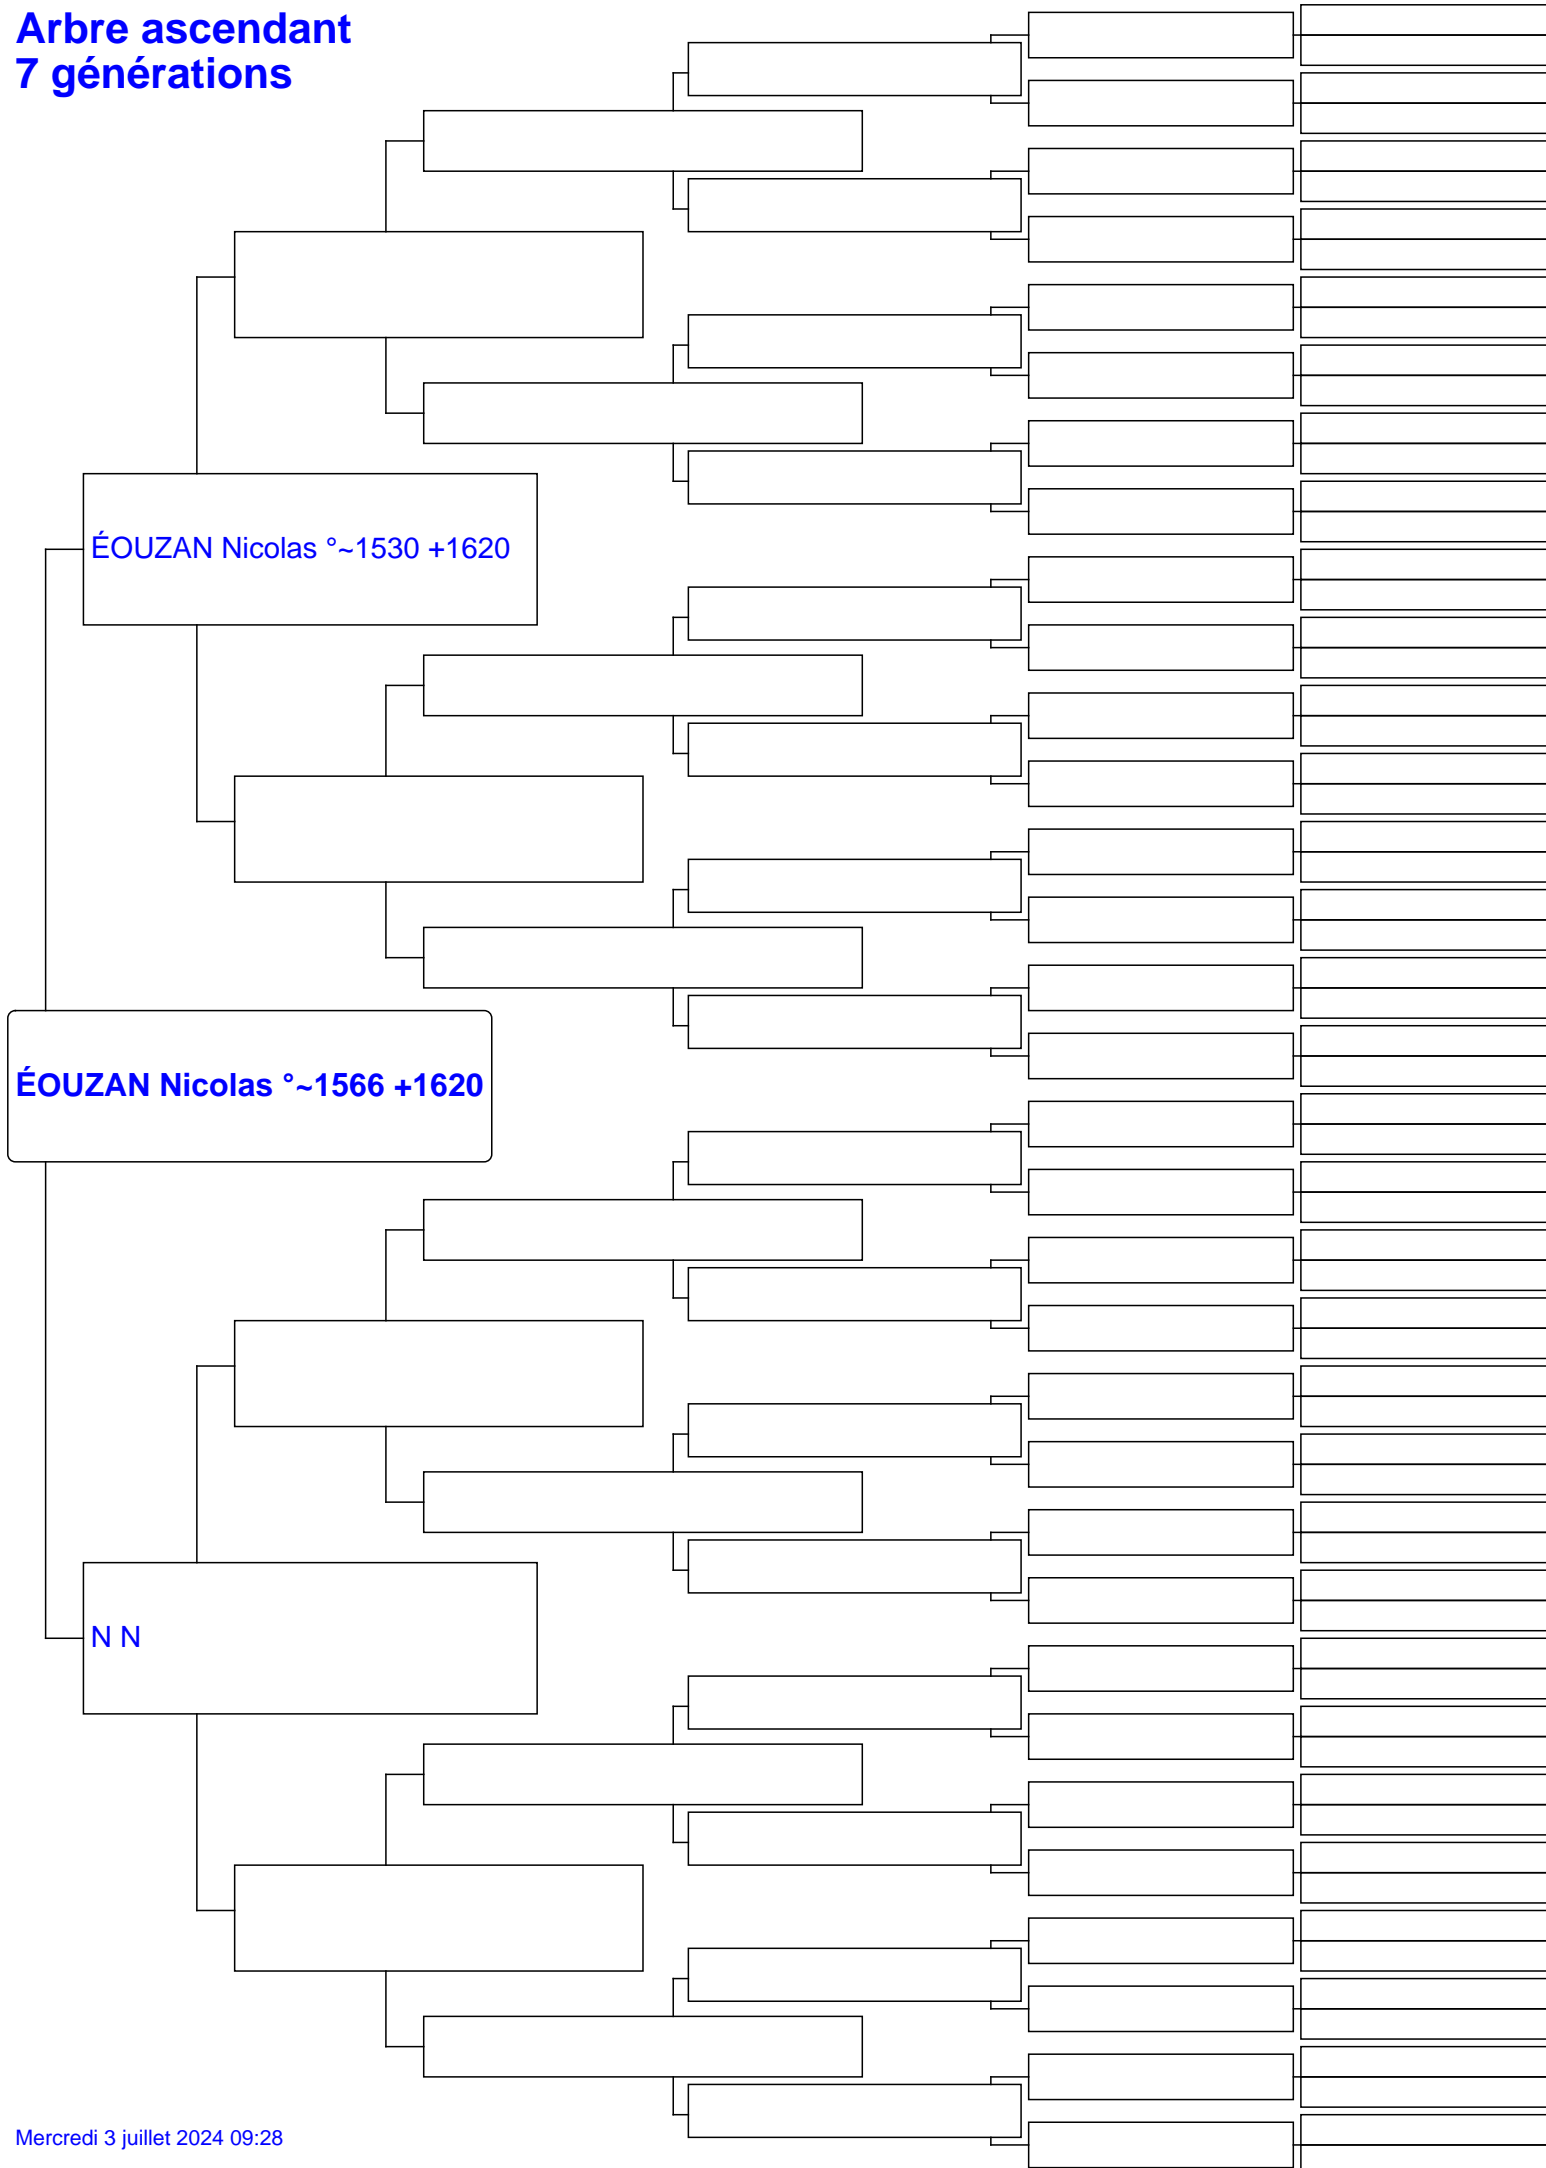 Arbre ascendant
7 générations
ÉOUZAN Nicolas °~1530 +1620
ÉOUZAN Nicolas °~1566 +1620
N N
Mercredi 3 juillet 2024 09:28